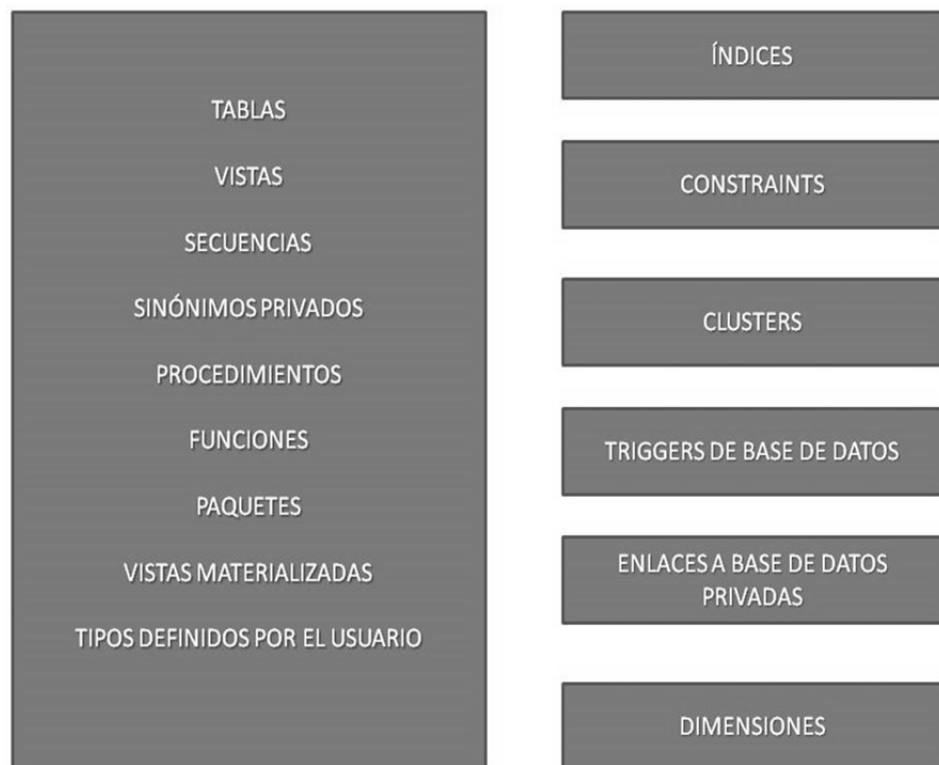 TABLAS
VISTAS
SECUENCIAS
SINÓNIMOS PRIVADOS
PROCEDIMIENTOS
FUNCIONES
PAQUETES
VISTAS MATERIALIZADAS
TIPOS DEFINIDOS POR EL USUARIO
ÍNDICES
CONSTRAINTS
CLUSTERS
TRIGGERS DE BASE DE DATOS
ENLACES A BASE DE DATOS
PRIVADAS
DIMENSIONES